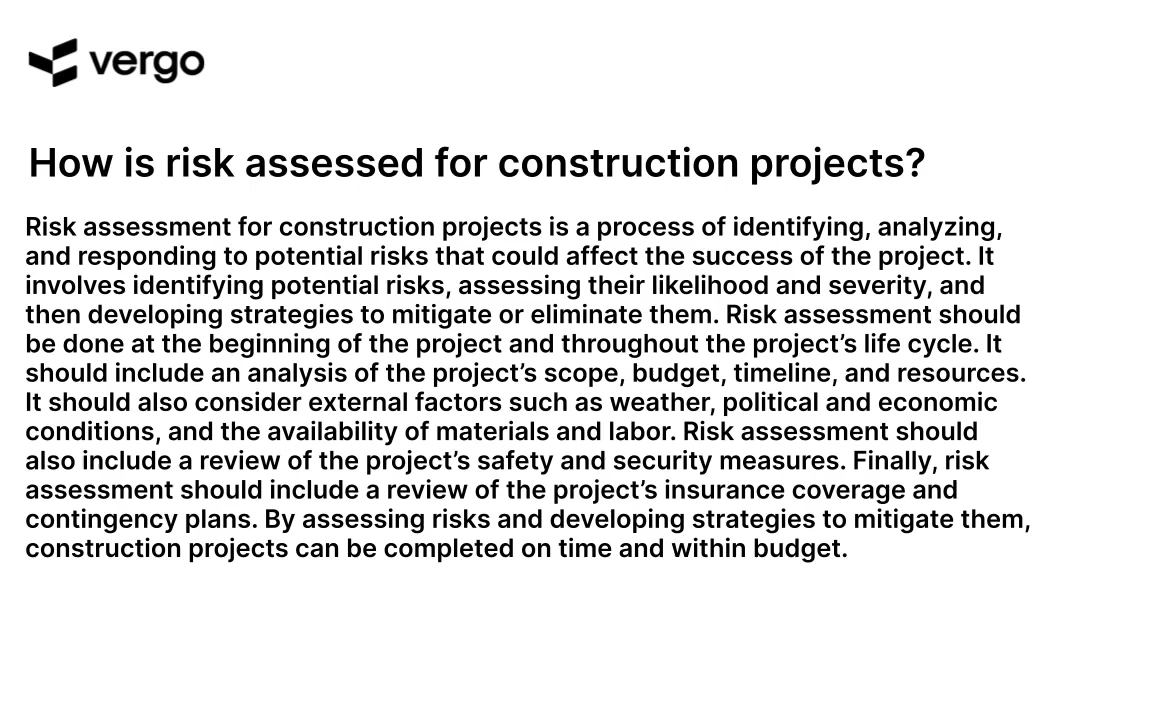 vergo
How is risk assessed for construction projects?
Risk assessment for construction projects is a process of identifying, analyzing,
and responding to potential risks that could affect the success of the project. It
involves identifying potential risks, assessing their likelihood and severity, and
then developing strategies to mitigate or eliminate them. Risk assessment should
be done at the beginning of the project and throughout the project’s life cycle. It
should include an analysis of the project’s scope, budget, timeline, and resources.
It should also consider external factors such as weather, political and economic
conditions, and the availability of materials and labor. Risk assessment should
also include a review of the project’s safety and security measures. Finally, risk
assessment should include a review of the project’s insurance coverage and
contingency plans. By assessing risks and developing strategies to mitigate them,
construction projects can be completed on time and within budget.